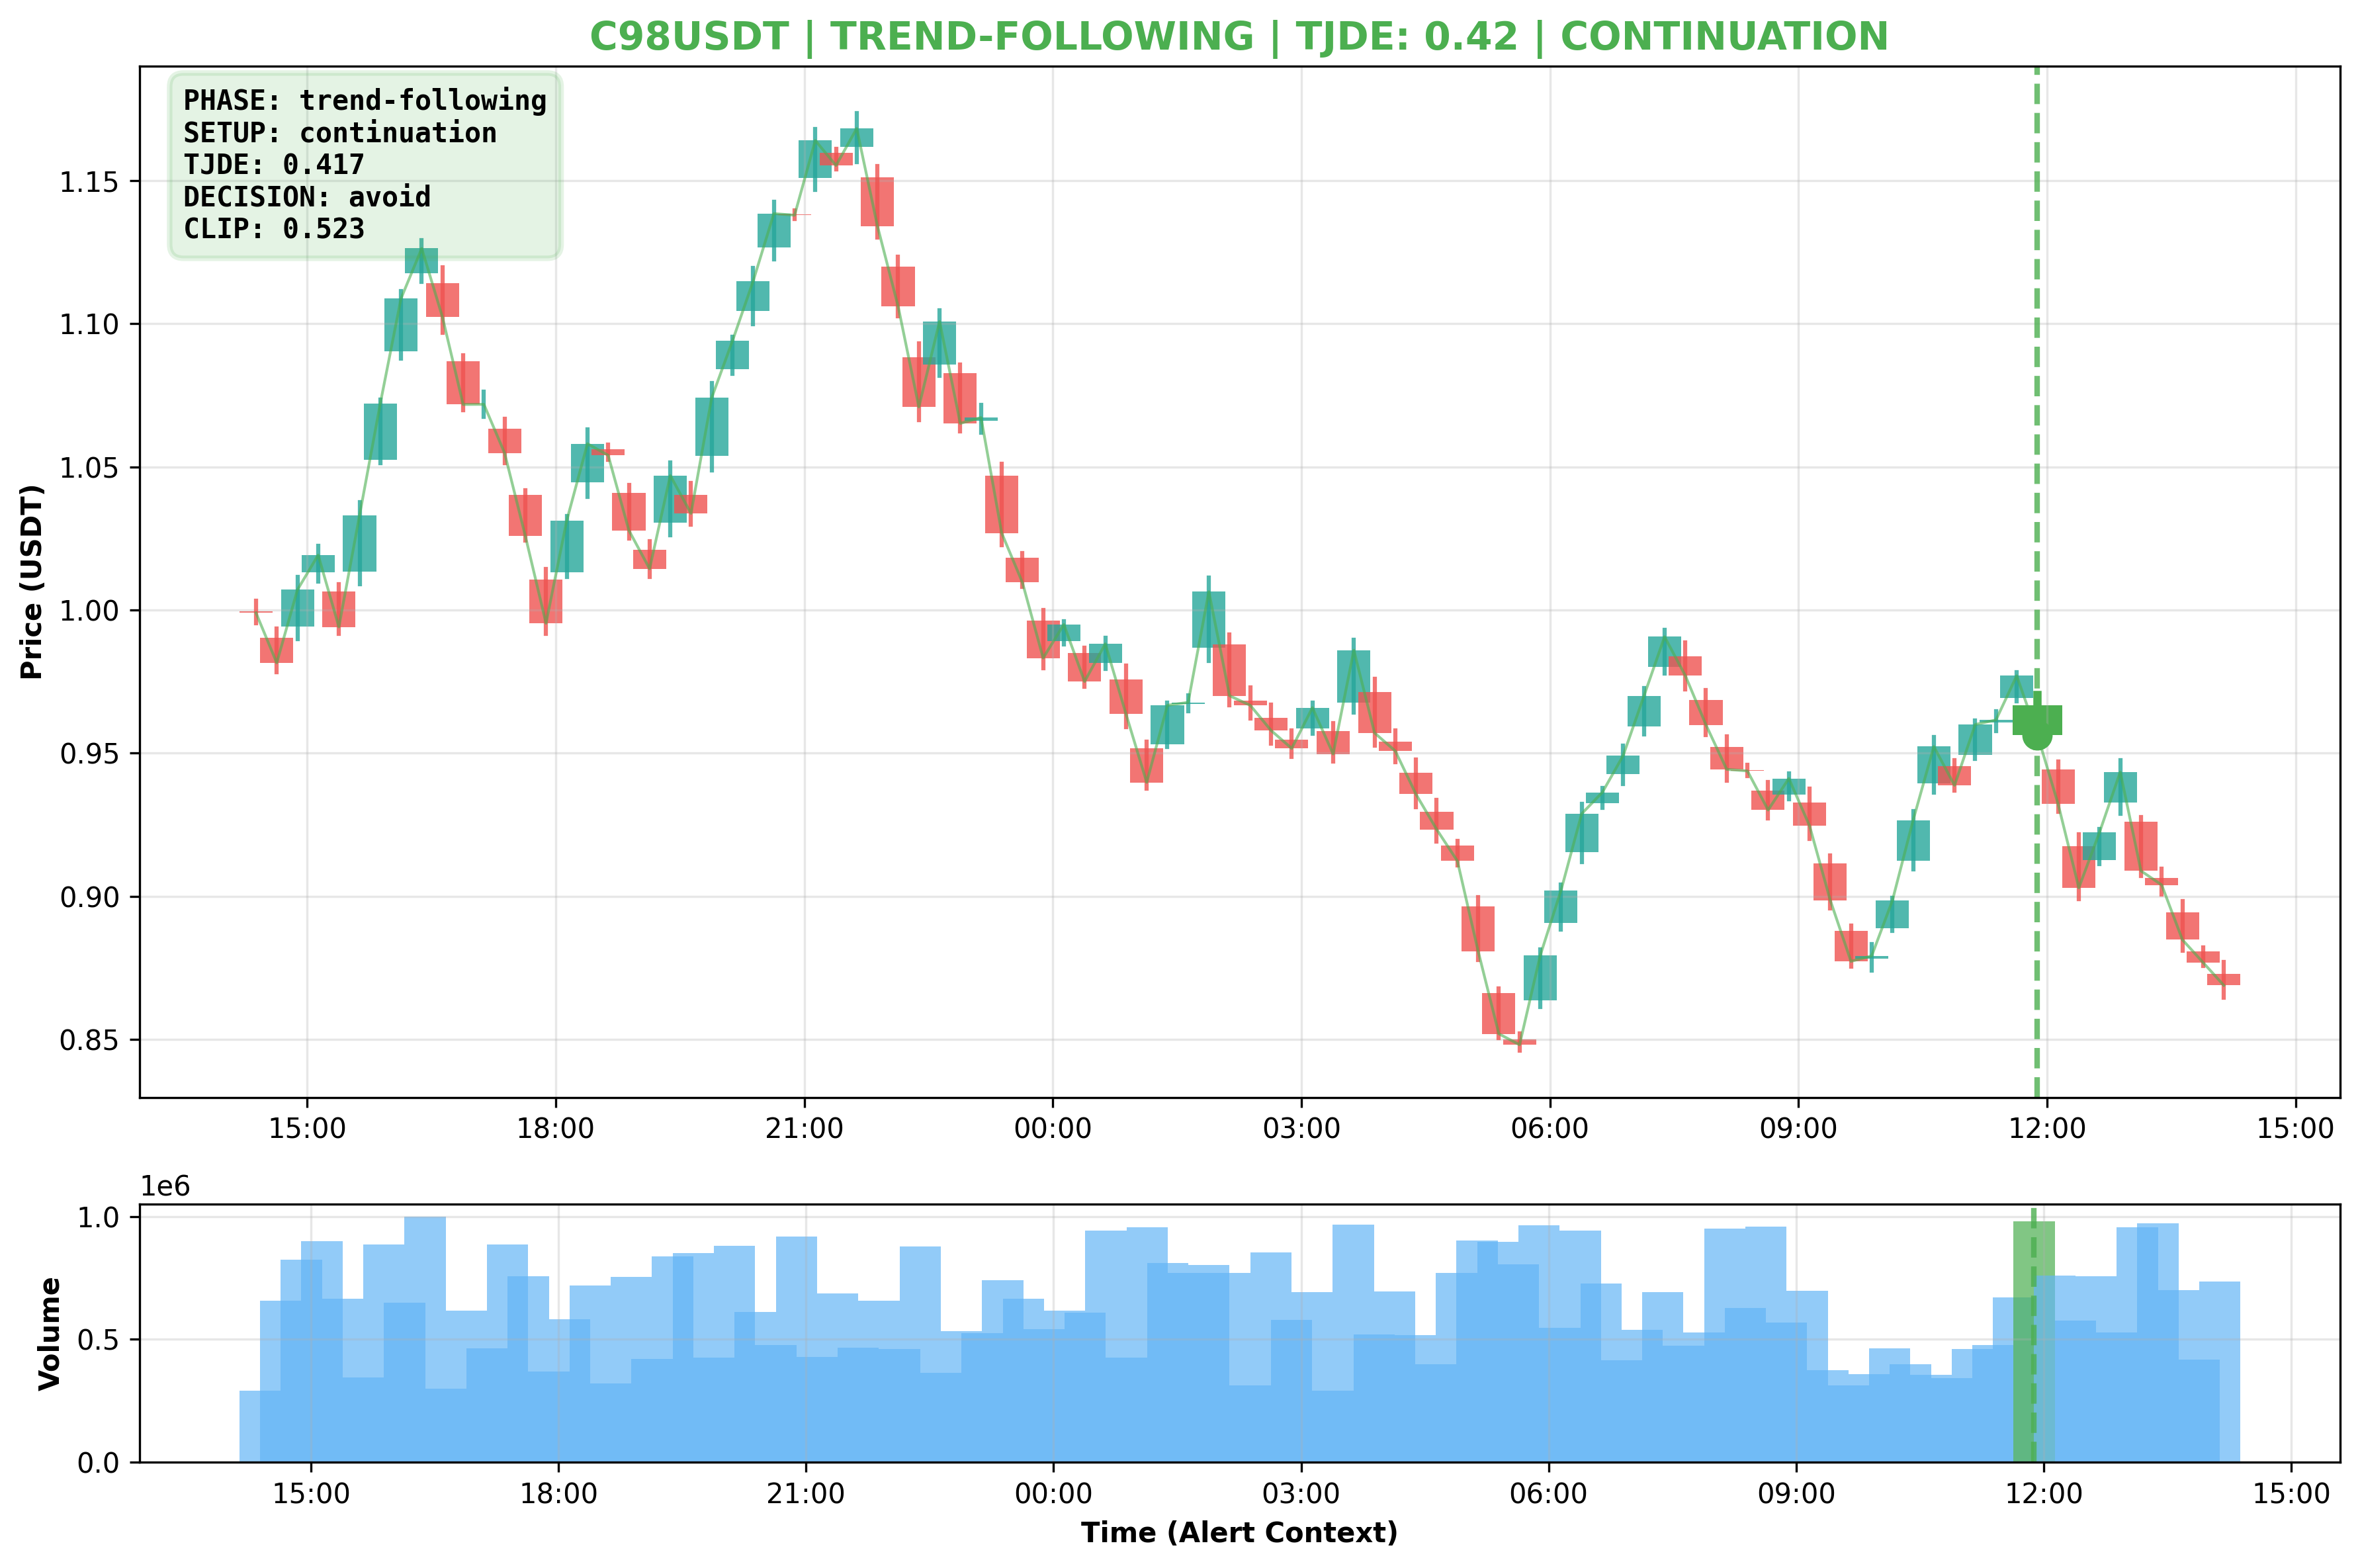 C98USDT | TREND-FOLLOWING | TJDE: 0.42 | CONTINUATION
PHASE: trend-following
SETUP: continuation
TJDE: 0.417
DECISION: avoid
CLIP: 0.523
Price (USDT)
1.15
1.10
1.05
1.00
0.95
0.90
0.85
15:00 18:00 21:00 00:00 03:00 06:00 09:00 12:00 15:00
1e6
Volume
1.0
0.5
0.0
15:00 18:00 21:00 00:00 03:00 06:00 09:00 12:00 15:00
Time (Alert Context)